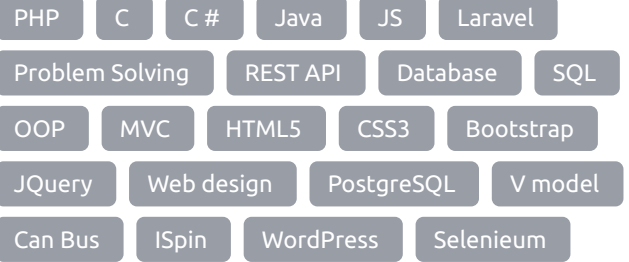 PHP C C # Java JS Laravel
Problem Solving REST API Database SQL
OOP MVC HTML5 CSS3 Bootstrap
JQuery Web design PostgreSQL V model
Can Bus ISpin WordPress Selenieum